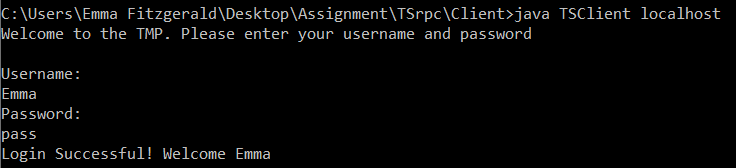 C:\Users\Emma Fitzgerald\Desktop\Assignment\TSrpc\Client>java TSClient localhost
Welcome to the TMP. Please enter your username and password
Username:
Emma
Password:
pass
Login Successful! Welcome Emma